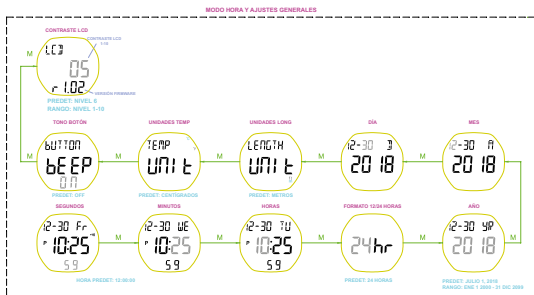 MODO HORA Y AJUSTES GENERALES
CONTRASTE LCD
LCD
CONTRASTE LCD
1-18
M
05
r 1.02
VERSIÓN FIRMWARE
PREDET: NIVEL 6
RANGO: NIVEL 1-18
TONO BOTÓN
UNIDADES TEMP
UNIDADES LONG
DÍA
MES
bUTTON
bEEP
ON
M
TEMP
UNIt
M
LENGTH
UNIt
M
12-30 D
2018
M
12-30 M
2018
PREDET: OFF
PREDET: CENTIGRADOS
PREDET: METROS
SEGUNDOS
MINUTOS
HORAS
FORMATO 12/24 HORAS
AÑO
12-30 Fr
P 10:25
59
M
12-30 WE
P 10:25
59
M
12-30 TU
P 10:25
59
M
24hr
M
12-30 YR
2018
M
HORA PREDET: 12:00:00
PREDET: 24 HORAS
PREDET: JULIO 1, 2018
RANGO: ENE 1 2000 - 31 DIC 2099